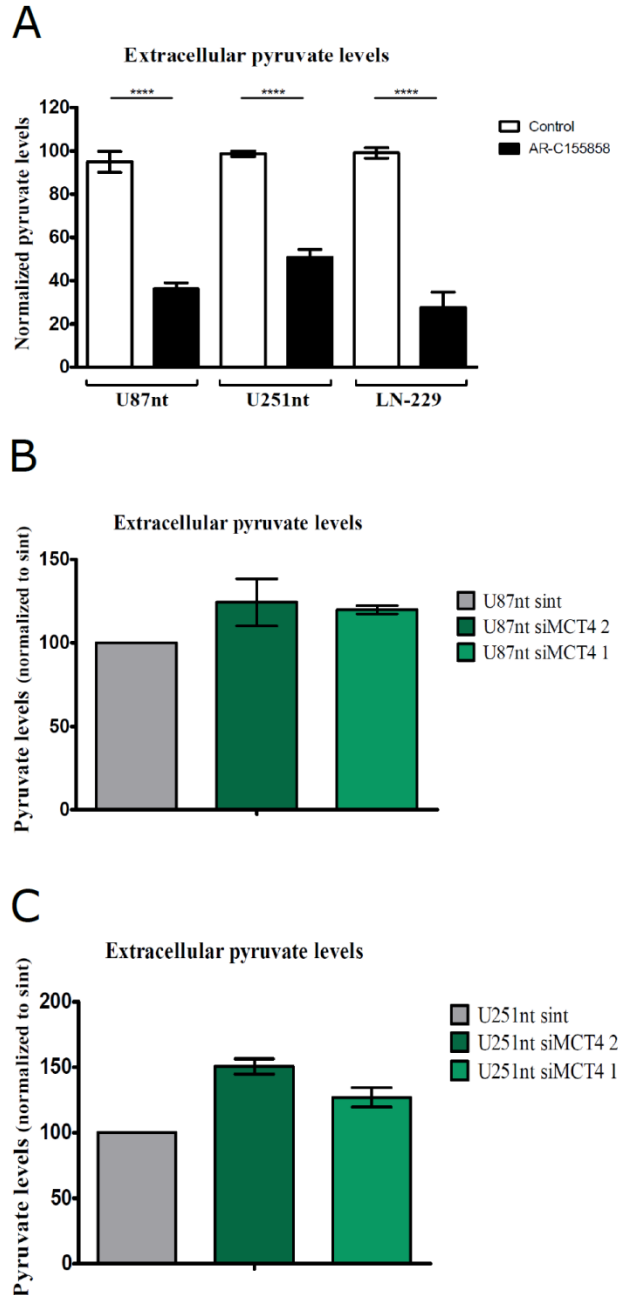 A
Extracellular pyruvate levels
**** **** ****
Normalized pyruvate levels
120
100
80
60
40
20
0
Control
AR-C155858
U87nt U251nt LN-229
B
Extracellular pyruvate levels
Pyruvate levels (normalized to sint)
150
100
50
0
U87nt sint
U87nt siMCT4 2
U87nt siMCT4 1
C
Extracellular pyruvate levels
Pyruvate levels (normalized to sint)
200
150
100
50
0
U251nt sint
U251nt siMCT4 2
U251nt siMCT4 1